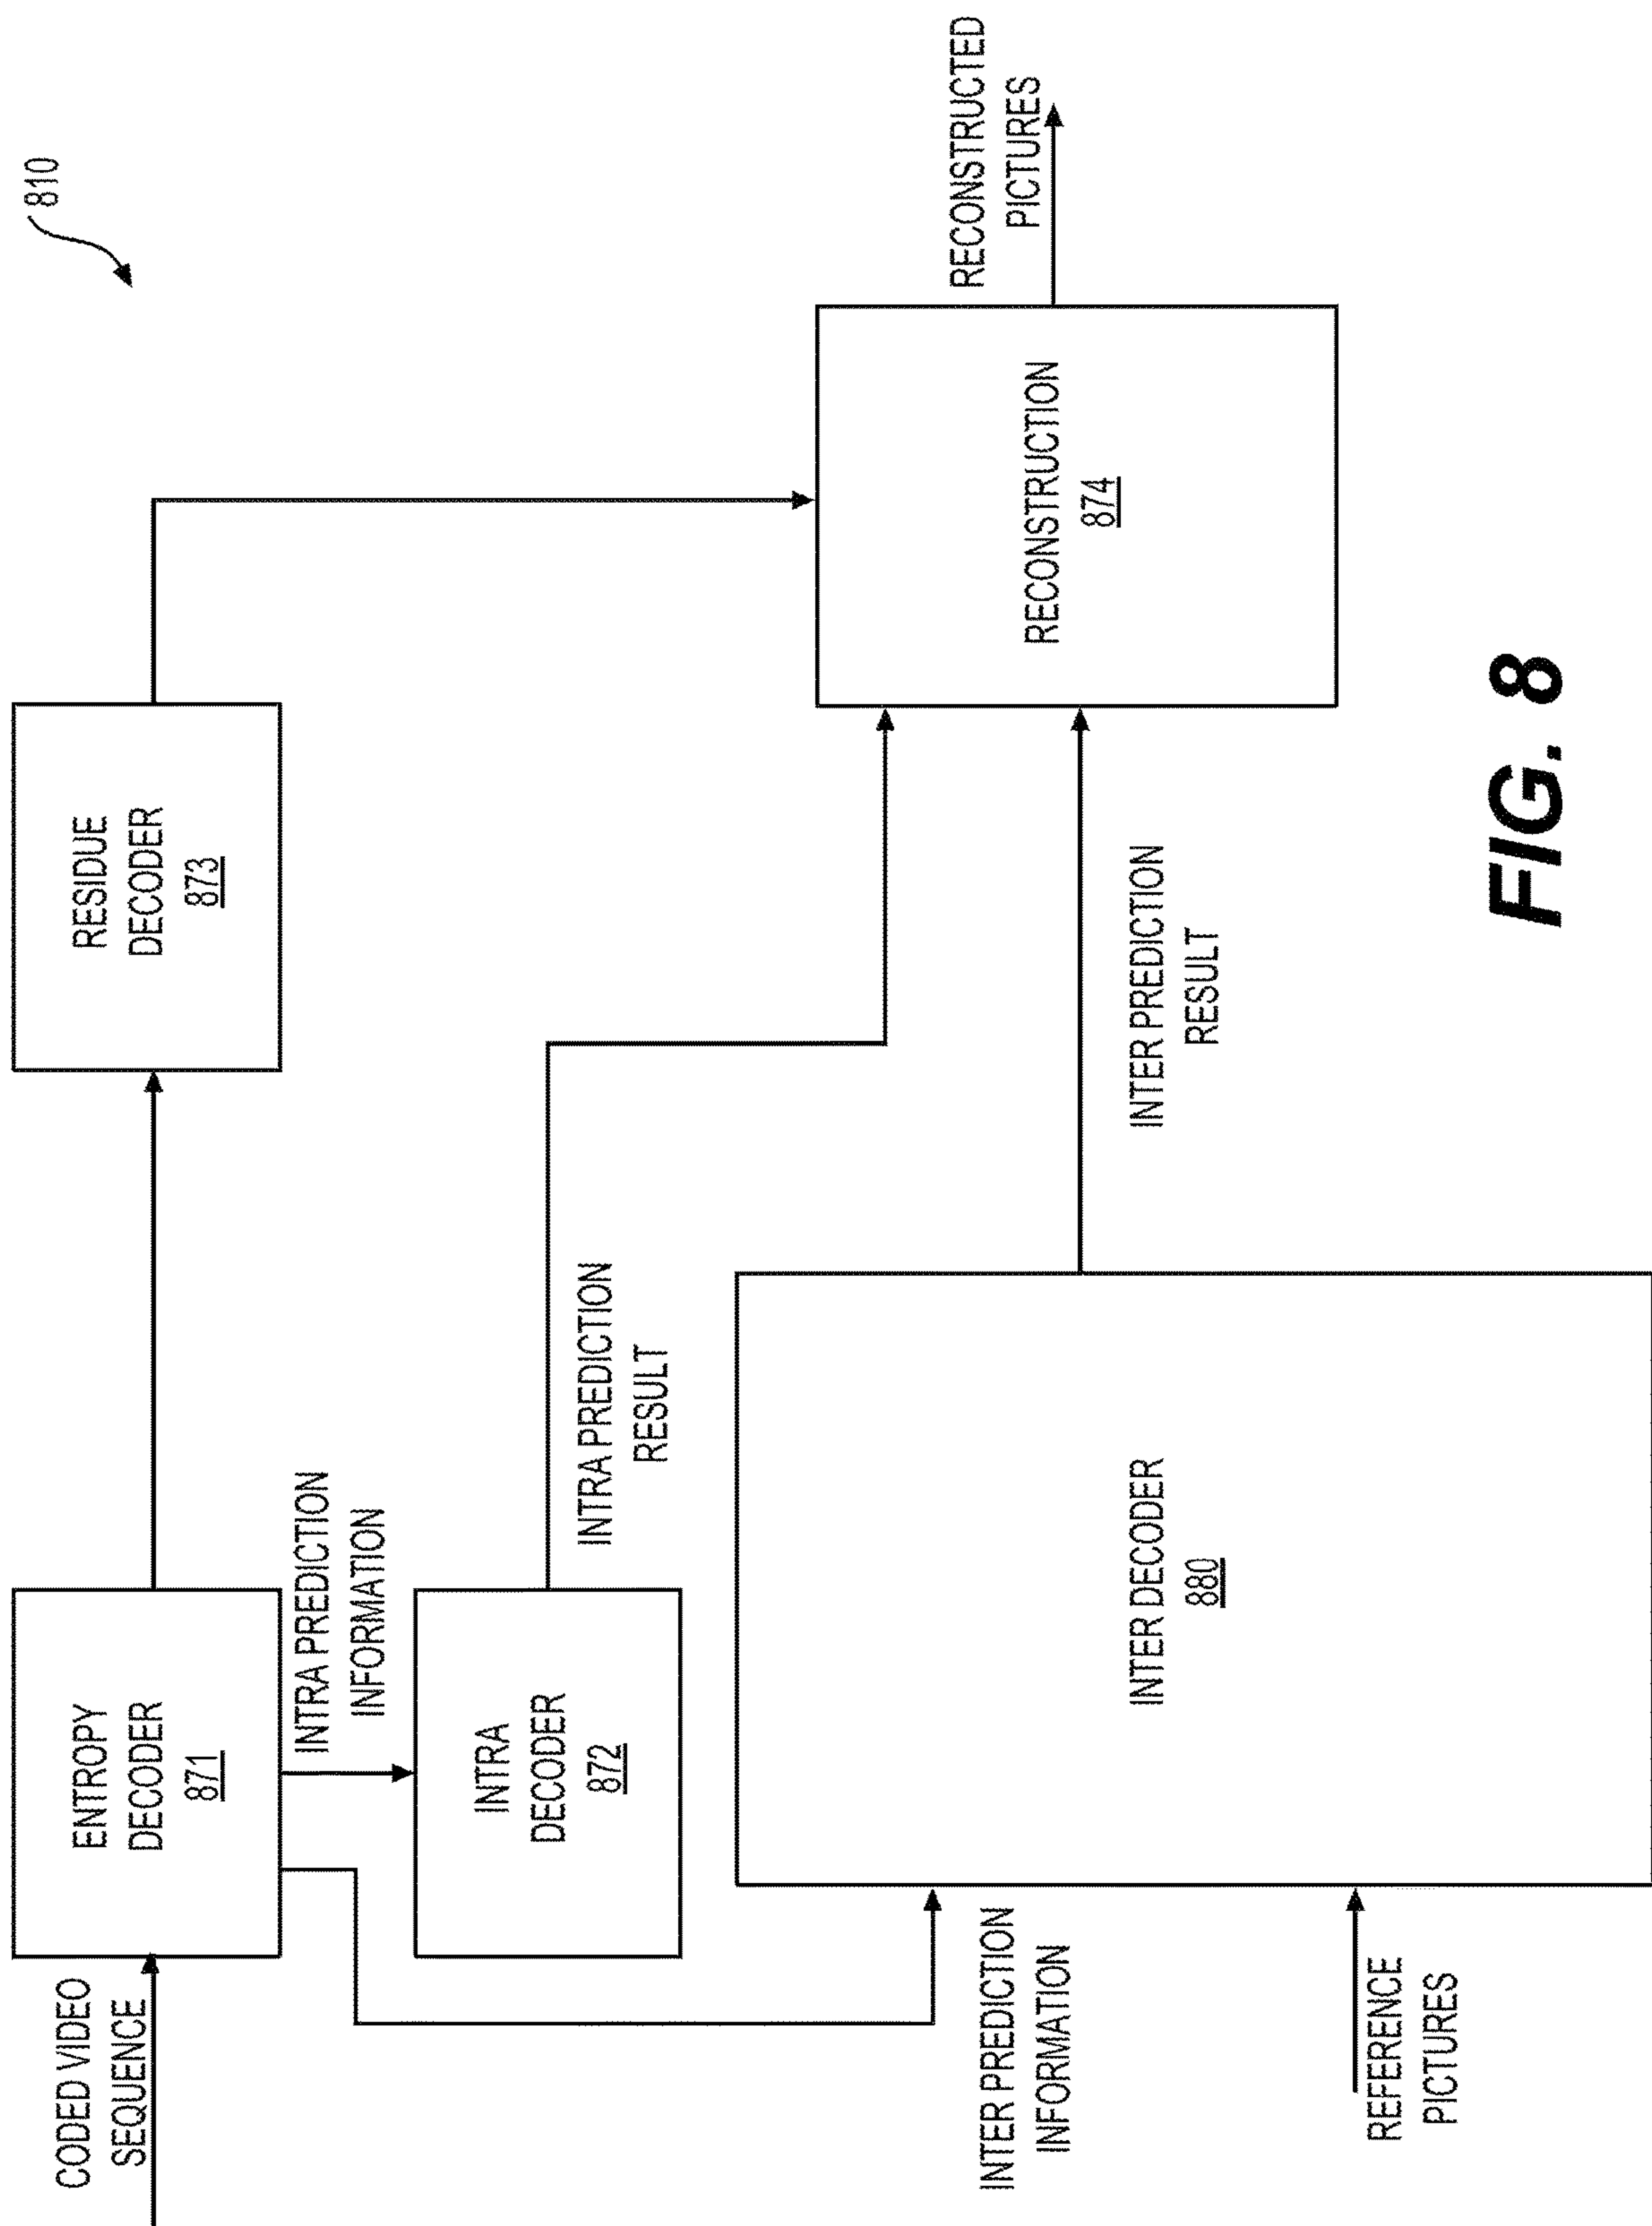 810
CODED VIDEO
SEQUENCE
ENTROPY
DECODER
871
RESIDUE
DECODER
873
INTRA PREDICTION
INFORMATION
INTRA
DECODER
872
INTRA PREDICTION
RESULT
INTER PREDICTION
INFORMATION
REFERENCE
PICTURES
INTER DECODER
880
INTER PREDICTION
RESULT
RECONSTRUCTION
874
RECONSTRUCTED
PICTURES
FIG. 8